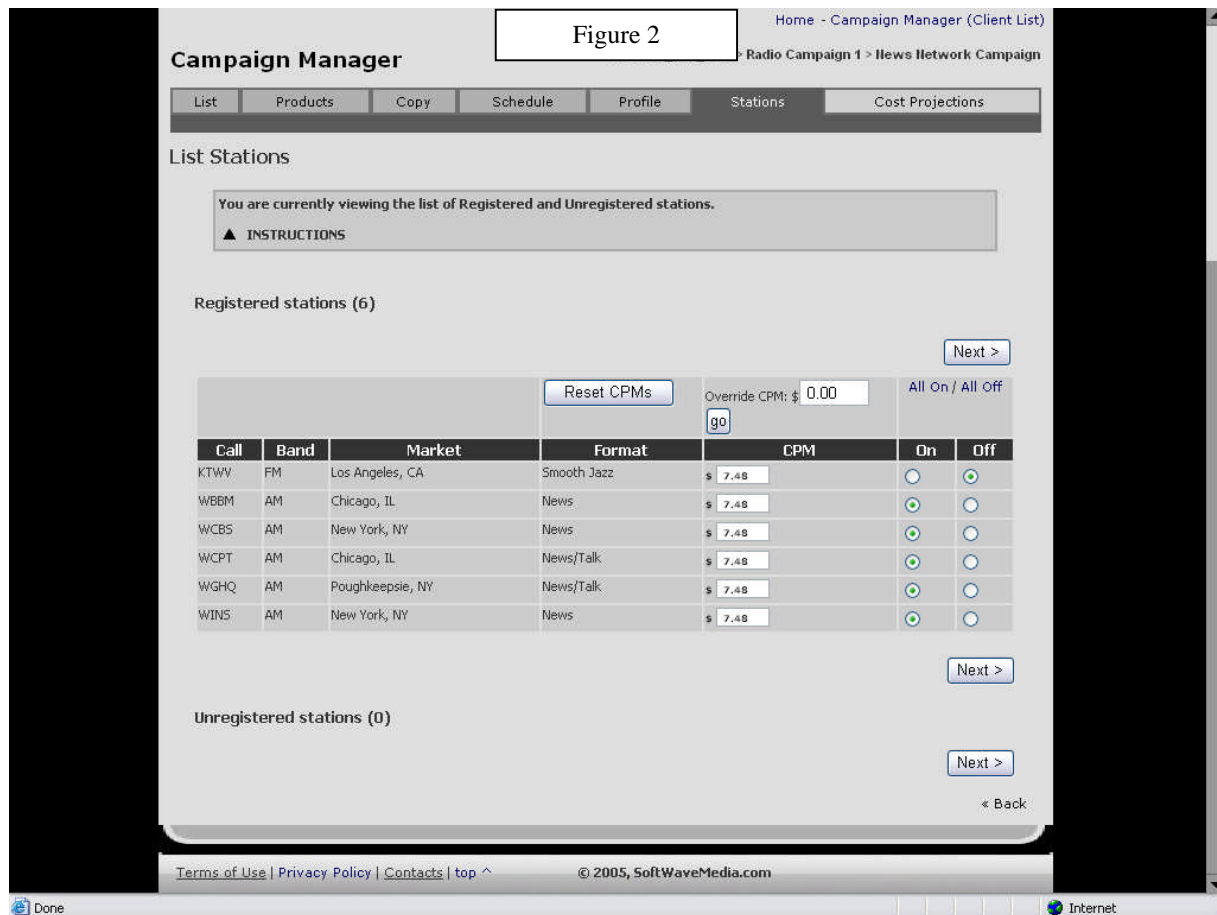 Home - Campaign Manager (Client List)
Figure 2
Campaign Manager
> Radio Campaign 1 > News Network Campaign
List Products Copy Schedule Profile Stations Cost Projections
List Stations
You are currently viewing the list of Registered and Unregistered stations.
▲ INSTRUCTIONS
Registered stations (6)
Next >
Reset CPMs Override CPM: $ 0.00 All On / All Off
go
Call Band Market Format CPM On Off
KTWV FM Los Angeles, CA Smooth Jazz $ 7.48
WBBM AM Chicago, IL News $ 7.48
WCBS AM New York, NY News $ 7.48
WCPT AM Chicago, IL News/Talk $ 7.48
WGHQ AM Poughkeepsie, NY News/Talk $ 7.48
WINS AM New York, NY News $ 7.48
Next >
Unregistered stations (0)
Next >
« Back
Terms of Use | Privacy Policy | Contacts | top ^ © 2005, SoftWaveMedia.com
Done Internet